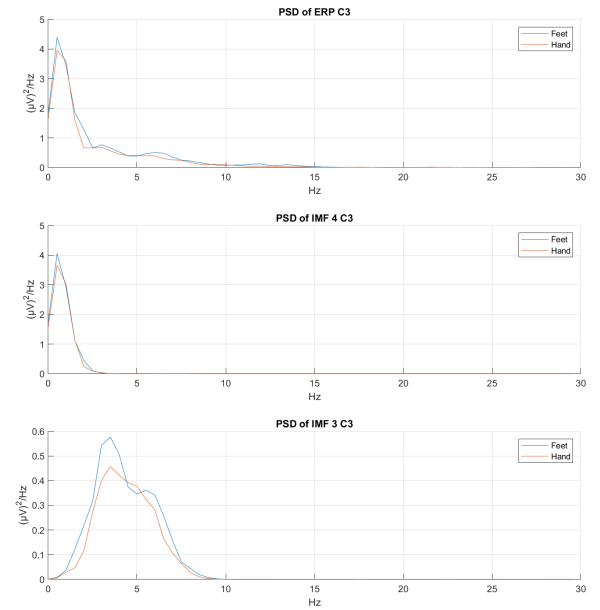 PSD of ERP C3
5
4
3
2
1
0
(μV)²/Hz
Feet
Hand
0 5 10 15 20 25 30
Hz
PSD of IMF 4 C3
5
4
3
2
1
0
(μV)²/Hz
Feet
Hand
0 5 10 15 20 25 30
Hz
PSD of IMF 3 C3
0.6
0.5
0.4
0.3
0.2
0.1
0
(μV)²/Hz
Feet
Hand
0 5 10 15 20 25 30
Hz